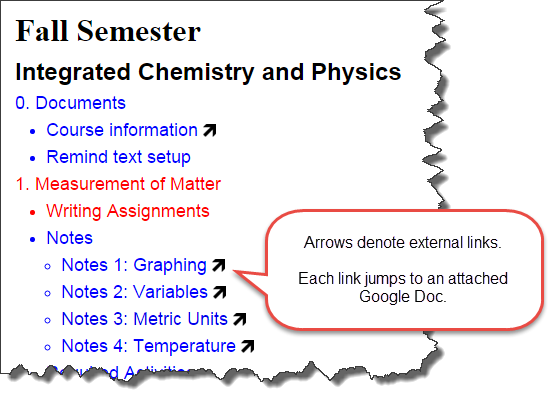 Fall Semester
Integrated Chemistry and Physics
0. Documents
Course information
Remind text setup
1. Measurement of Matter
Writing Assignments
Notes
Notes 1: Graphing
Notes 2: Variables
Notes 3: Metric Units
Notes 4: Temperature
Arrows denote external links.
Each link jumps to an attached
Google Doc.